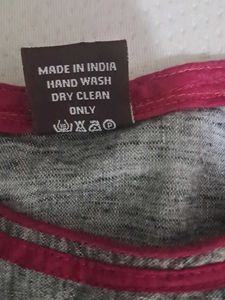 MADE IN INDIA
HAND WASH
DRY CLEAN
ONLY